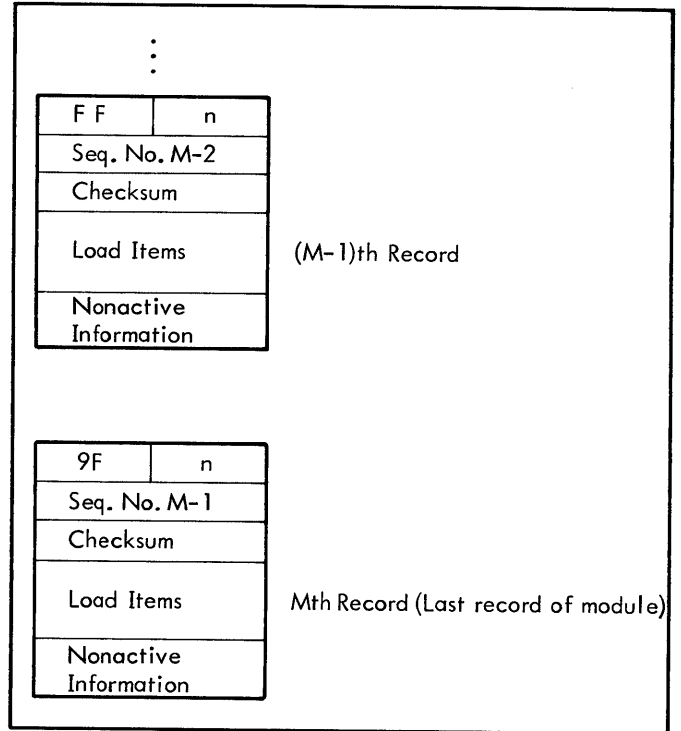 FF n
Seq. No. M-2
Checksum
Load Items
(M-1)th Record
Nonactive
Information
9F n
Seq. No. M-1
Checksum
Load Items
Mth Record (Last record of module)
Nonactive
Information